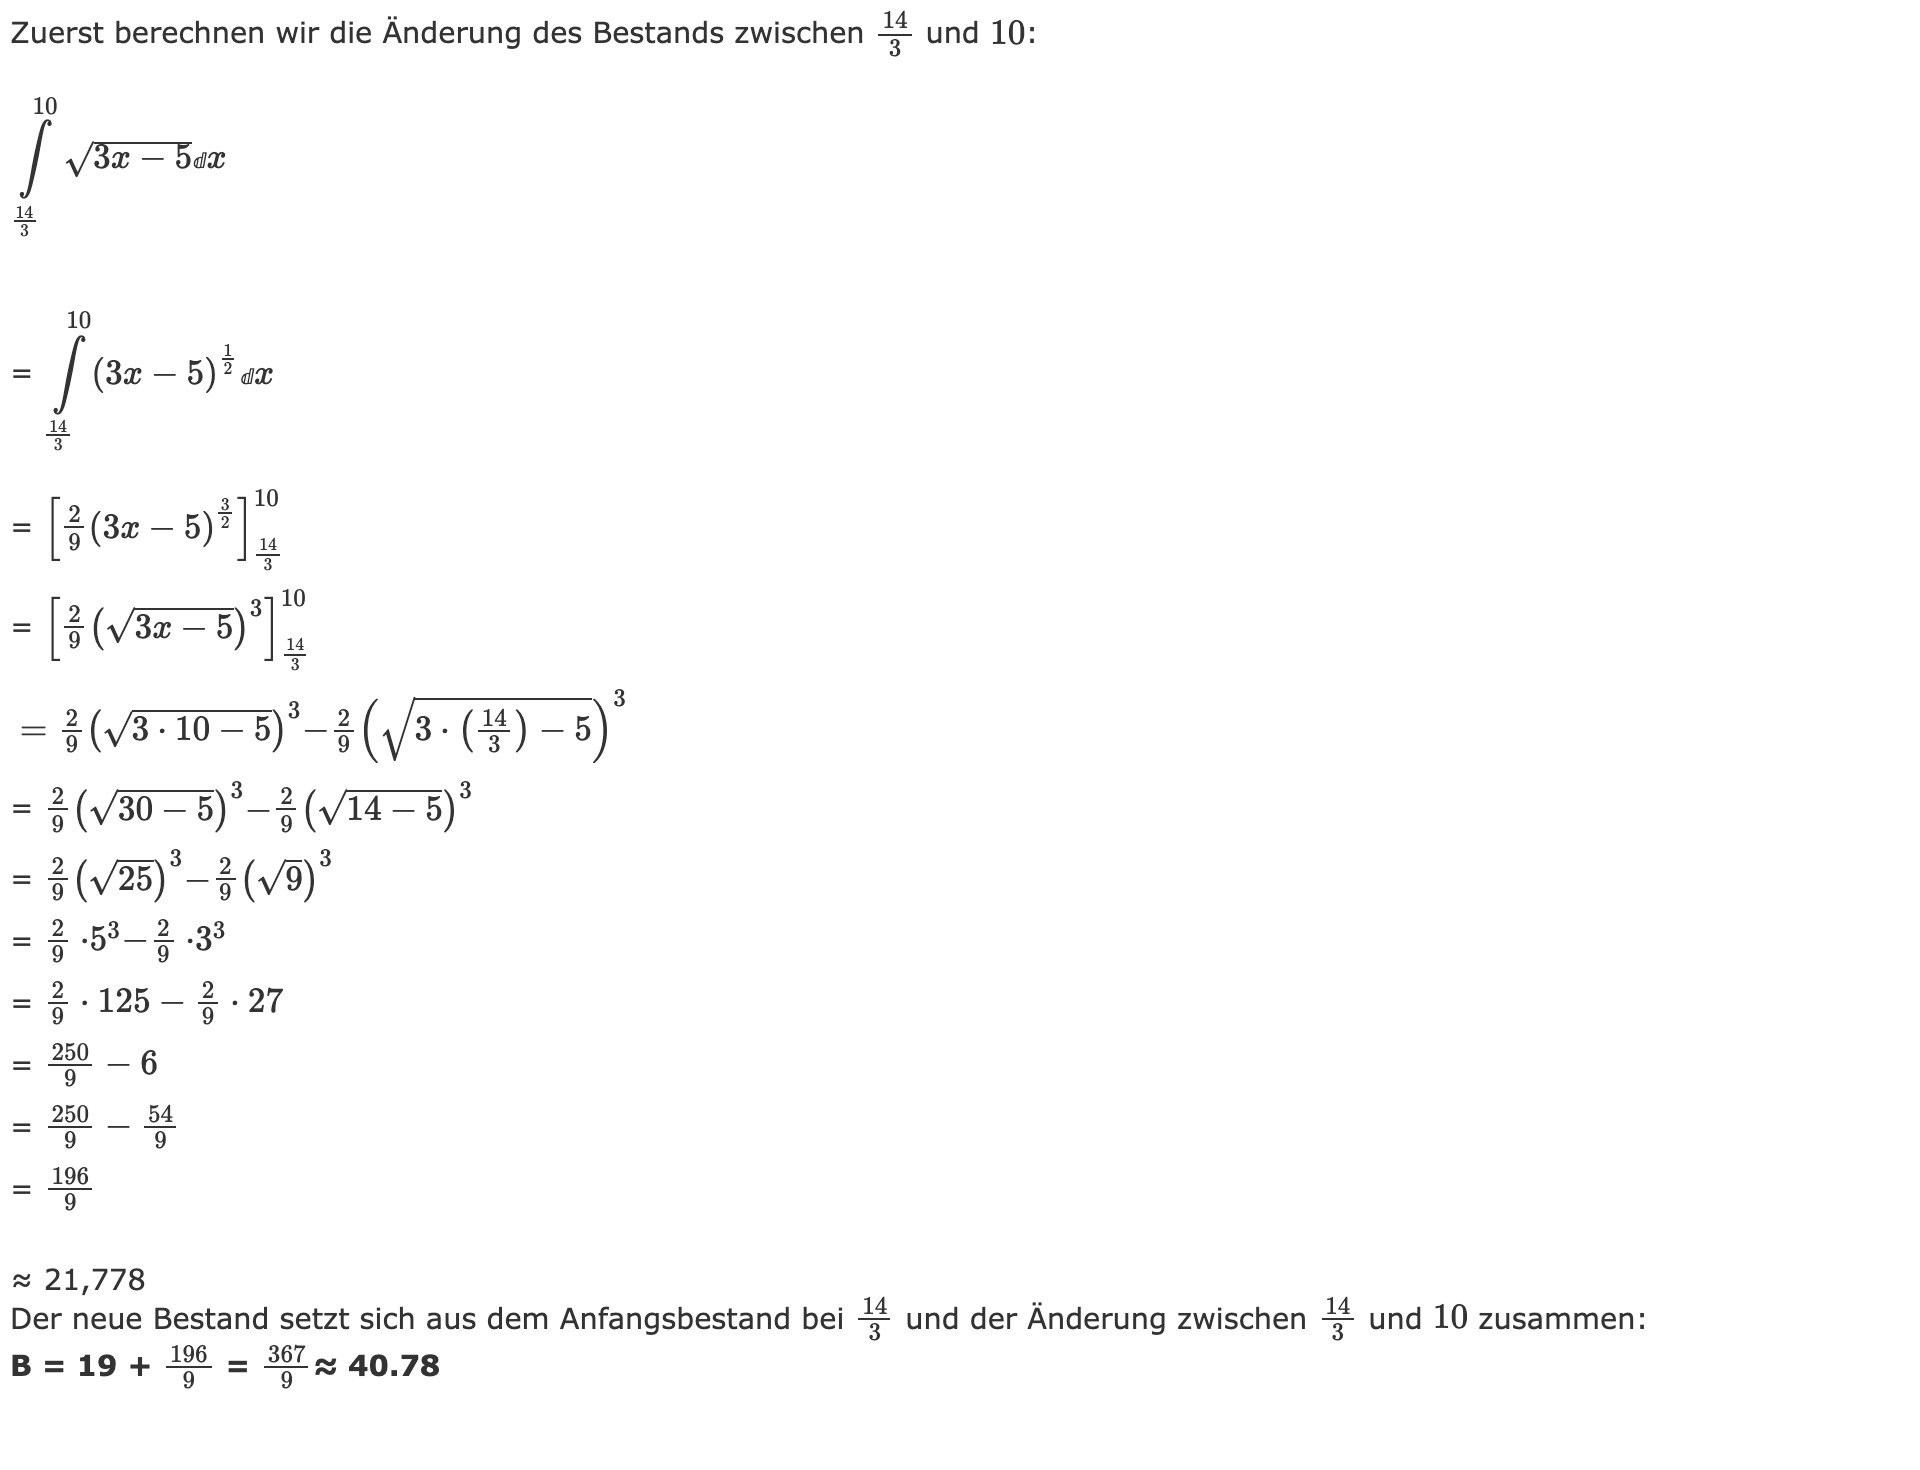 Zuerst berechnen wir die Änderung des Bestands zwischen $\frac{14}{3}$ und $10$:
$\int\limits_{\frac{14}{3}}^{10} \sqrt{3x-5} ⅆx$
= $\int\limits_{\frac{14}{3}}^{10} (3x-5)^{\frac{1}{2}} ⅆx$
= $\left[\frac{2}{9}(3x-5)^{\frac{3}{2}}\right]_{\frac{14}{3}}^{10}$
= $\left[\frac{2}{9}\left(\sqrt{3x-5}\right)^{3}\right]_{\frac{14}{3}}^{10}$
$= \frac{2}{9}\left(\sqrt{3 \cdot 10-5}\right)^{3} - \frac{2}{9}\left(\sqrt{3 \cdot \left(\frac{14}{3}\right)-5}\right)^{3}$
= $\frac{2}{9}\left(\sqrt{30-5}\right)^{3} - \frac{2}{9}\left(\sqrt{14-5}\right)^{3}$
= $\frac{2}{9}\left(\sqrt{25}\right)^{3} - \frac{2}{9}\left(\sqrt{9}\right)^{3}$
= $\frac{2}{9} \cdot 5^{3} - \frac{2}{9} \cdot 3^{3}$
= $\frac{2}{9} \cdot 125 - \frac{2}{9} \cdot 27$
= $\frac{250}{9} - 6$
= $\frac{250}{9} - \frac{54}{9}$
= $\frac{196}{9}$
≈ 21,778
Der neue Bestand setzt sich aus dem Anfangsbestand bei $\frac{14}{3}$ und der Änderung zwischen $\frac{14}{3}$ und $10$ zusammen:
B = 19 + $\frac{196}{9}$ = $\frac{367}{9}$ ≈ 40.78